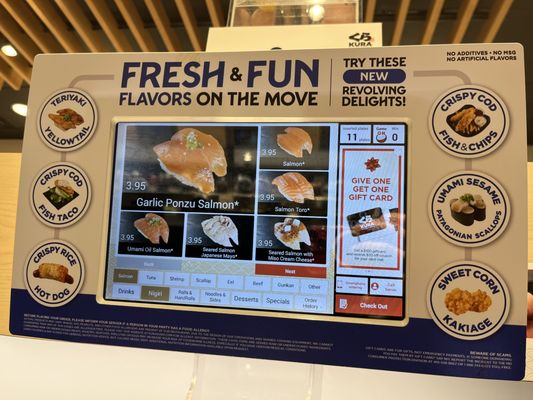 KURA
NO ADDITIVES • NO MSG
NO ARTIFICIAL FLAVORS
FRESH & FUN
FLAVORS ON THE MOVE
TRY THESE
NEW
REVOLVING
DELIGHTS!
TERIYAKI
YELLOWTAIL
CRISPY
FISH TACO
CRISPY RICE
HOT DOG
CRISPY COD
FISH & CHIPS
UMAMI SESAME
PATAGONIAN SCALLOPS
SWEET CORN
KAKIAGE
3.95
Garlic Ponzu Salmon*
3.95
Salmon*
3.95
Salmon Toro*
3.95
Umami Oil Salmon*
3.95
Seared Salmon
Japanese Mayo*
3.95
Seared Salmon with
Miso Cream Cheese*
Next
Salmon
Tuna
Shrimp
Scallop
Eel
Beef
Gunkan
Other
Drinks
Nigiri
Rolls &
Handrolls
Noodles &
Sides
Desserts
Specials
Order
History
Inserted plates
11
Game
OK
Win
0
GIVE ONE
GET ONE
GIFT CARD
Check Out
BEWARE OF SCAMS